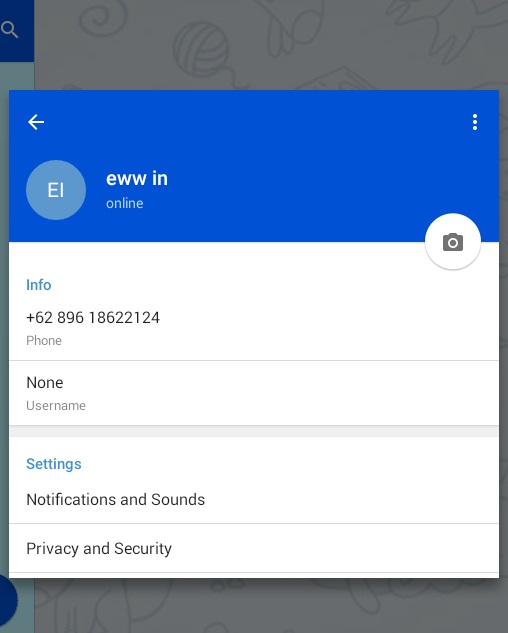 EI
eww in
online
Info
+62 896 18622124
Phone
None
Username
Settings
Notifications and Sounds
Privacy and Security